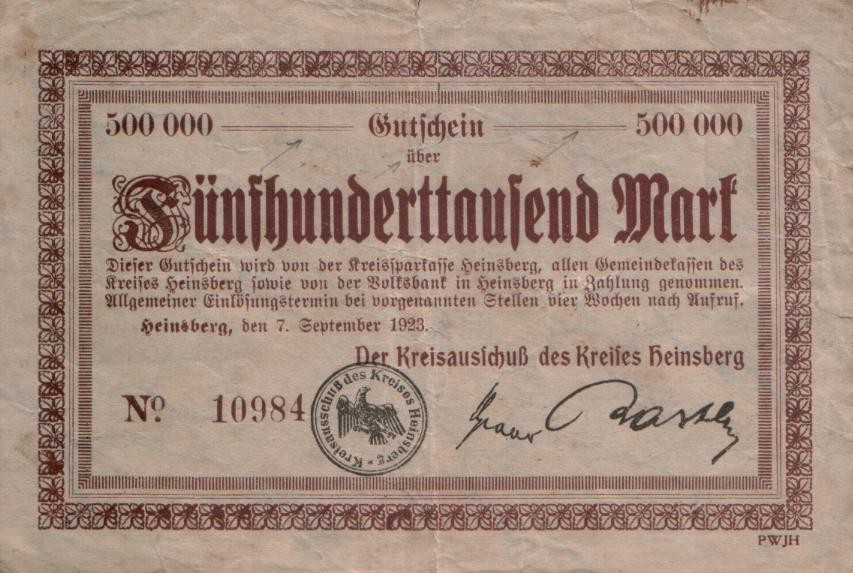 500 000 Gutschein 500 000
über
Fünfhunderttausend Mark
Dieser Gutschein wird von der Kreissparkasse Heinsberg, allen Gemeindekassen des
Kreises Heinsberg sowie von der Volksbank in Heinsberg in Zahlung genommen.
Allgemeiner Einlösungstermin bei vorgenannten Stellen vier Wochen nach Aufruf.
Heinsberg, den 7. September 1923.
Der Kreisausschuß des Kreises Heinsberg
No 10984
Kreisausschuß des Kreises Heinsberg
PWJH